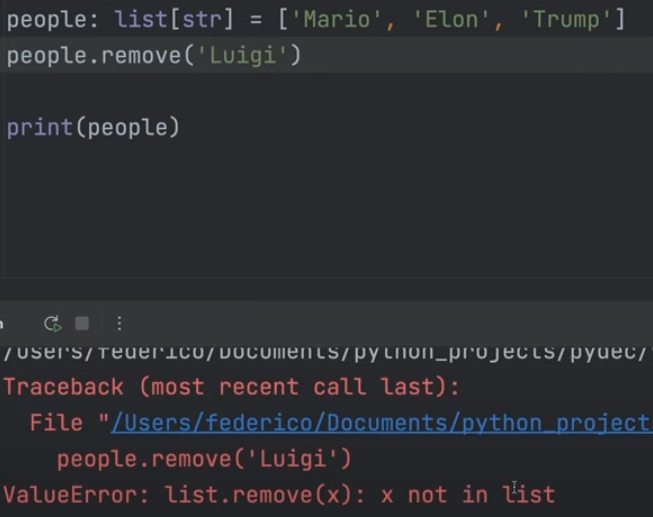 people: list[str] = ['Mario', 'Elon', 'Trump']
people.remove('Luigi')
print(people)
/Users/federico/Documents/python_projects/pydec/
Traceback (most recent call last):
File "/Users/federico/Documents/python_project
people.remove('Luigi')
ValueError: list.remove(x): x not in list